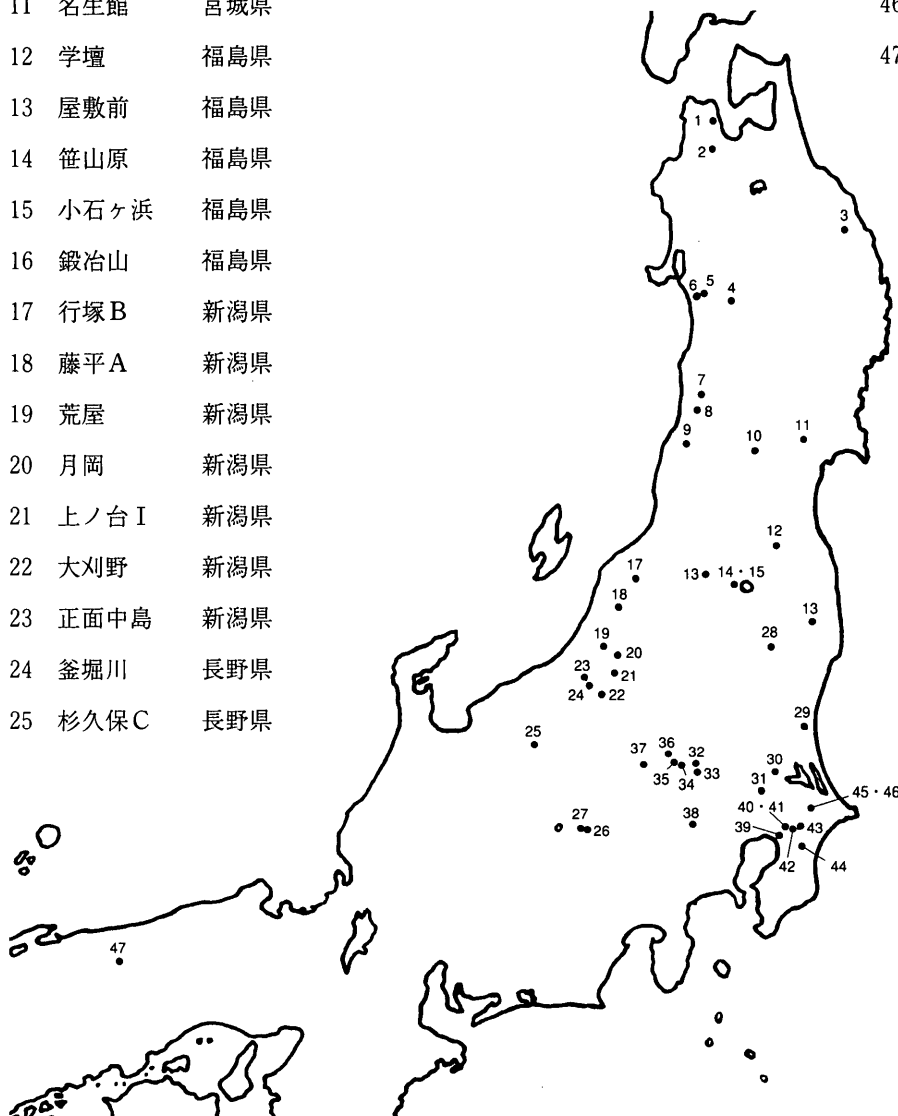 11 名生館 宮城県
12 学壇 福島県
13 屋敷前 福島県
14 笹山原 福島県
15 小石ヶ浜 福島県
16 鍛冶山 福島県
17 行塚B 新潟県
18 藤平A 新潟県
19 荒屋 新潟県
20 月岡 新潟県
21 上ノ台I 新潟県
22 大刈野 新潟県
23 正面中島 新潟県
24 釜堀川 長野県
25 杉久保C 長野県
46
47
1
2
3
6 5 4
7
8
9
10
11
12
13
14・15
17
18
13
19
20
28
23
21
24
22
29
25
36
37
32
35
34
33
30
31
45・46
40・41
27
26
38
39
43
42
44
47